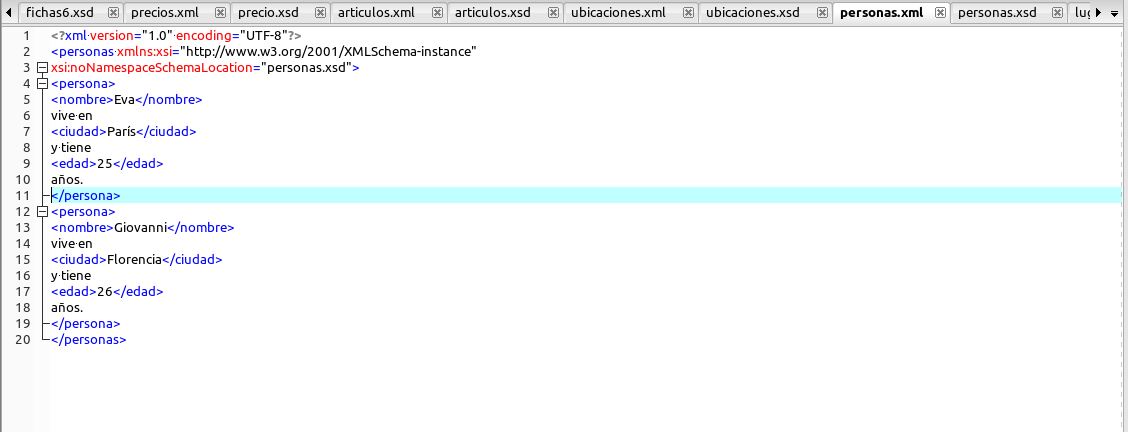 fichas6.xsd precios.xml precio.xsd articulos.xml articulos.xsd ubicaciones.xml ubicaciones.xsd personas.xml personas.xsd lug
1 <?xml version="1.0" encoding="UTF-8"?>
2 <personas xmlns:xsi="http://www.w3.org/2001/XMLSchema-instance"
3 xsi:noNamespaceSchemaLocation="personas.xsd">
4 <persona>
5 <nombre>Eva</nombre>
6 vive en
7 <ciudad>París</ciudad>
8 y tiene
9 <edad>25</edad>
10 años.
11 </persona>
12 <persona>
13 <nombre>Giovanni</nombre>
14 vive en
15 <ciudad>Florencia</ciudad>
16 y tiene
17 <edad>26</edad>
18 años.
19 </persona>
20 </personas>